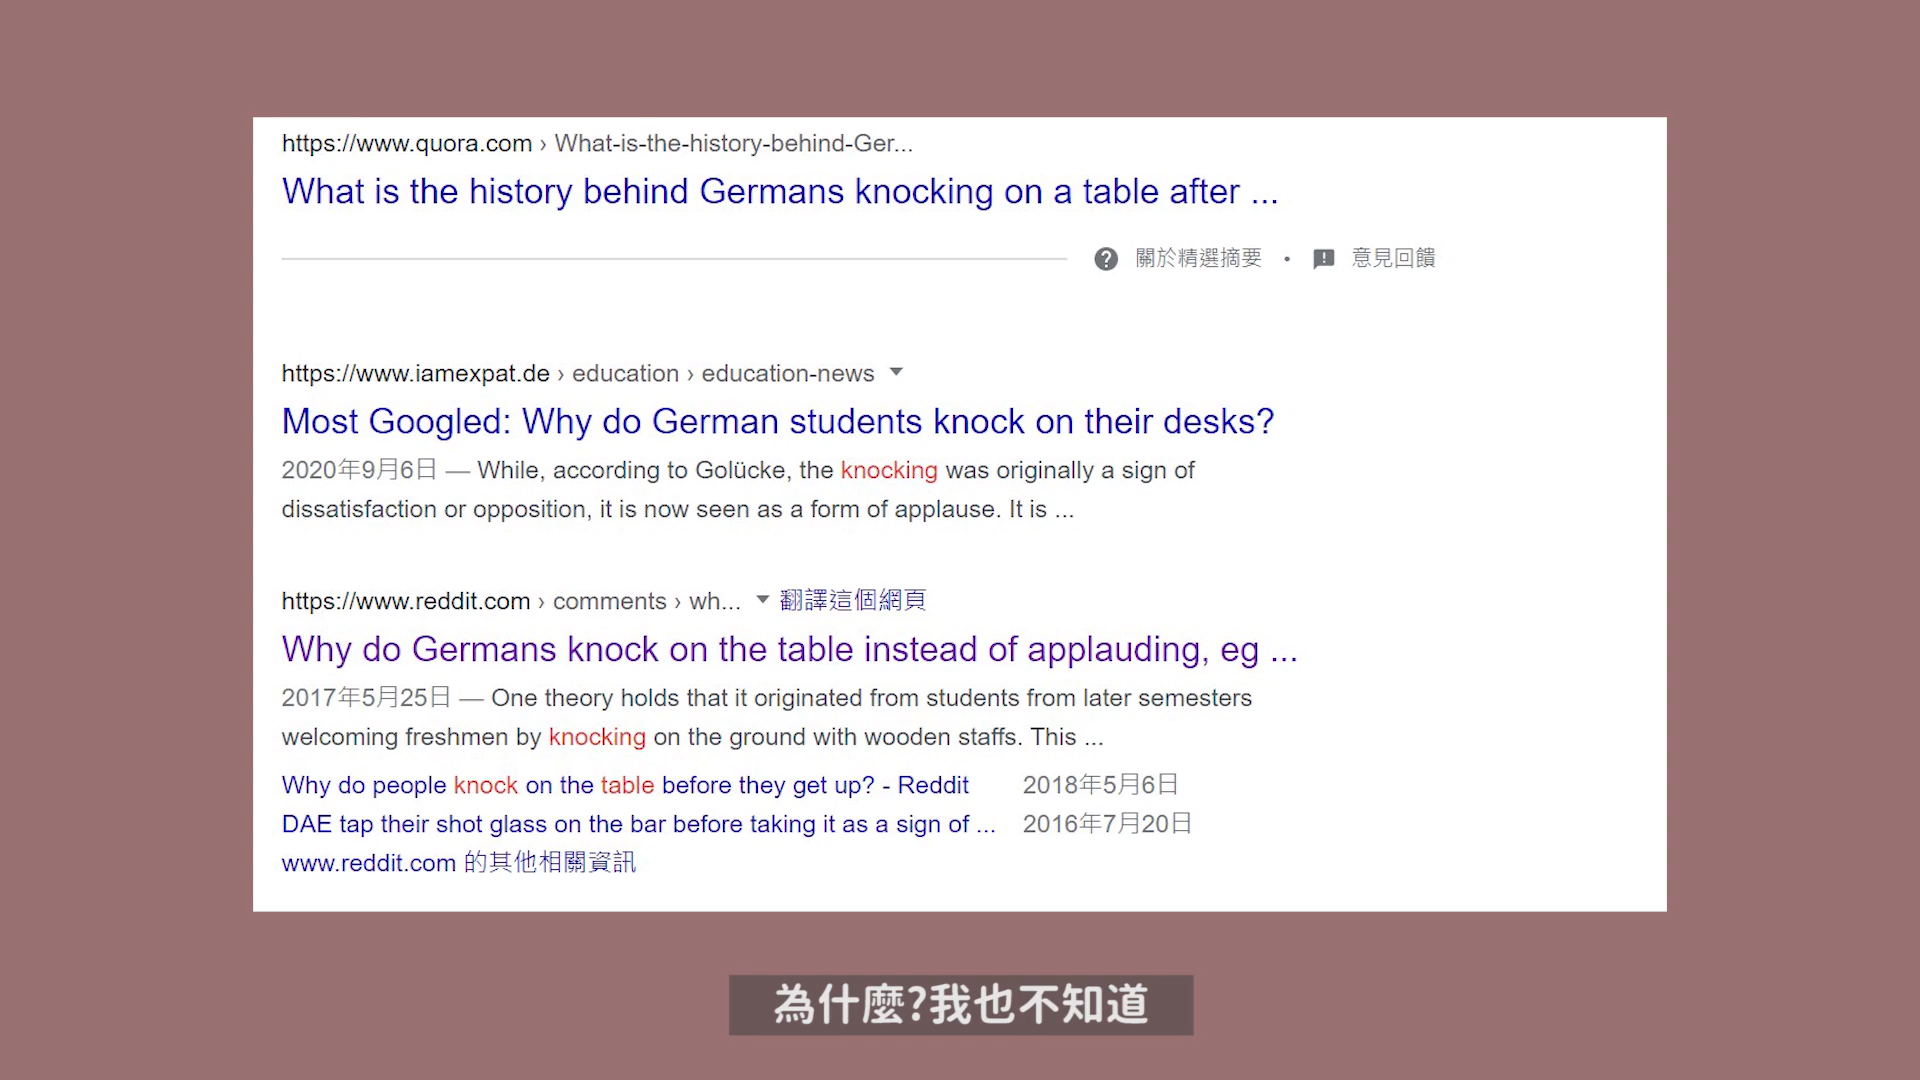 https://www.quora.com › What-is-the-history-behind-Ger...
What is the history behind Germans knocking on a table after ...
關於精選摘要 • 意見回饋
https://www.iamexpat.de › education › education-news
Most Googled: Why do German students knock on their desks?
2020年9月6日 — While, according to Golücke, the knocking was originally a sign of
dissatisfaction or opposition, it is now seen as a form of applause. It is ...
https://www.reddit.com › comments › wh... 翻譯這個網頁
Why do Germans knock on the table instead of applauding, eg ...
2017年5月25日 — One theory holds that it originated from students from later semesters
welcoming freshmen by knocking on the ground with wooden staffs. This ...
Why do people knock on the table before they get up? - Reddit 2018年5月6日
DAE tap their shot glass on the bar before taking it as a sign of ... 2016年7月20日
www.reddit.com 的其他相關資訊
為什麼?我也不知道